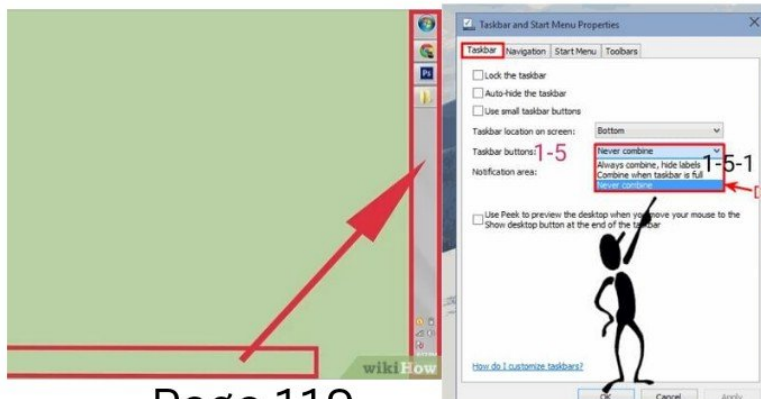 Ps
wikiHow
Page 119
Taskbar and Start Menu Properties
Taskbar Navigation Start Menu Toolbars
Lock the taskbar
Auto-hide the taskbar
Use small taskbar buttons
Taskbar location on screen: Bottom
Taskbar buttons: 1-5 Never combine
Always combine, hide labels 1-5-1
Combine when taskbar is full
Notification area: Never combine
Use Peek to preview the desktop when you move your mouse to the
Show desktop button at the end of the taskbar
How do I customize taskbars?
OK Cancel Apply